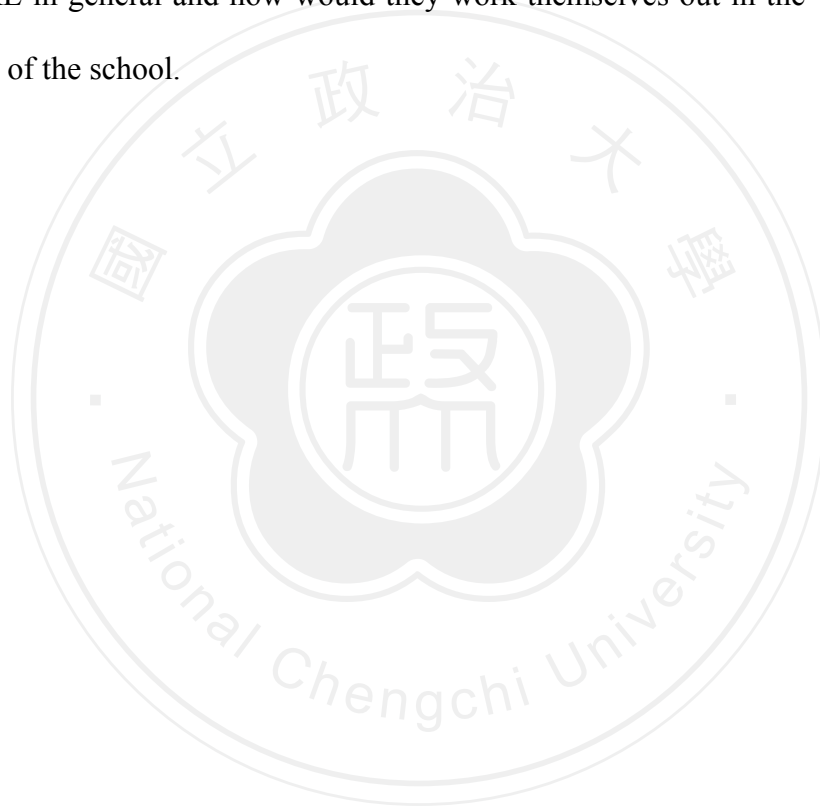 in general and how would they work themselves out in the
of the school.
國立政治大學
政
National Chengchi University